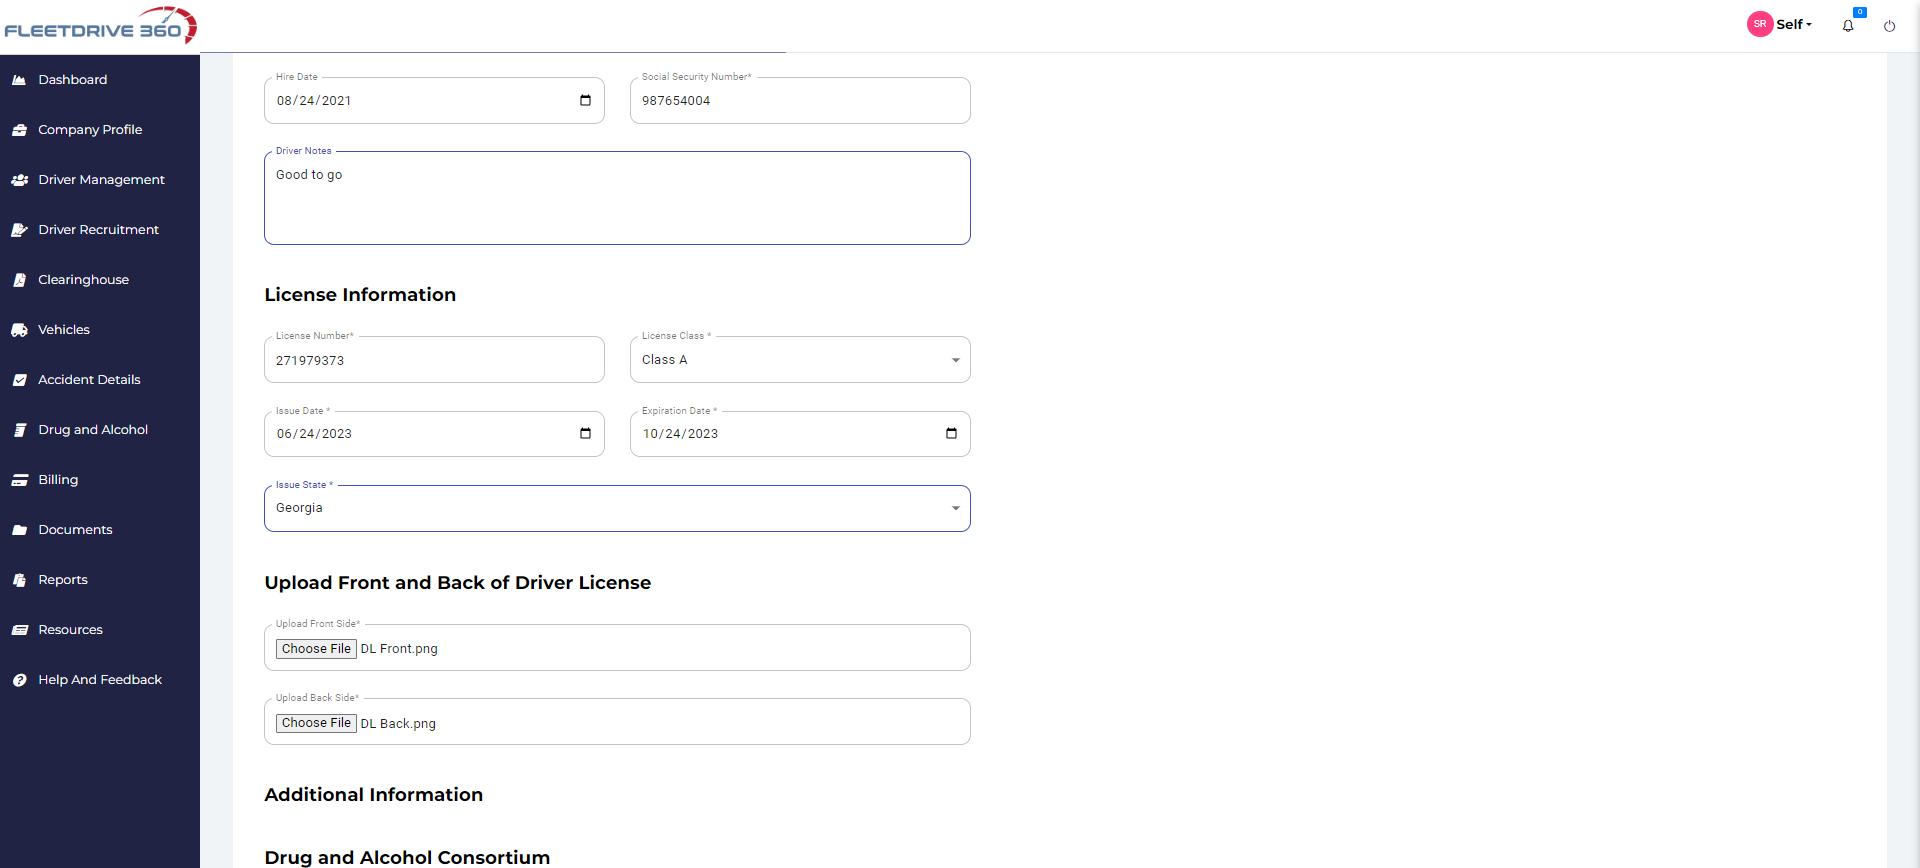 FLEETDRIVE 360
SR Self
0
Dashboard
Company Profile
Driver Management
Driver Recruitment
Clearinghouse
Vehicles
Accident Details
Drug and Alcohol
Billing
Documents
Reports
Resources
Help And Feedback
Hire Date
08/24/2021
Social Security Number*
987654004
Driver Notes
Good to go
License Information
License Number*
271979373
License Class *
Class A
Issue Date *
06/24/2023
Expiration Date *
10/24/2023
Issue State *
Georgia
Upload Front and Back of Driver License
Upload Front Side*
Choose File DL Front.png
Upload Back Side*
Choose File DL Back.png
Additional Information
Drug and Alcohol Consortium